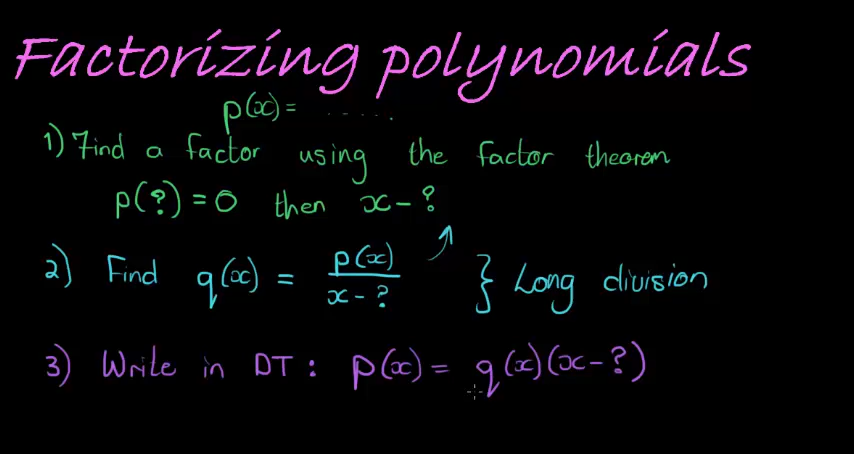 Factorizing polynomials
p(x) = ......
1) Find a factor using the factor theorem
p(?) = 0 then x - ?
2) Find q(x) = p(x) / x - ? } Long division
3) Write in DT : p(x) = q(x)(x - ?)